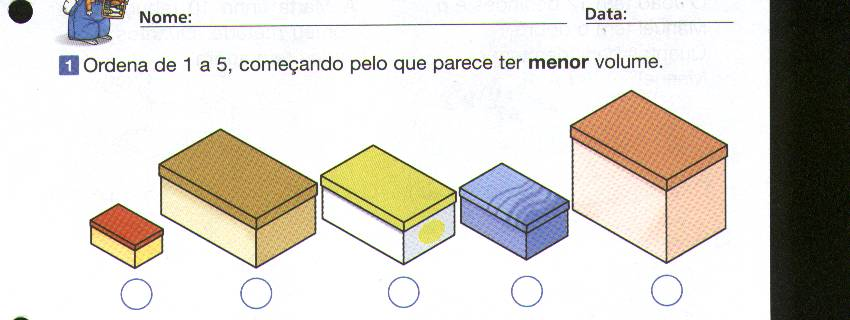 Nome: Data:
1 Ordena de 1 a 5, começando pelo que parece ter menor volume.